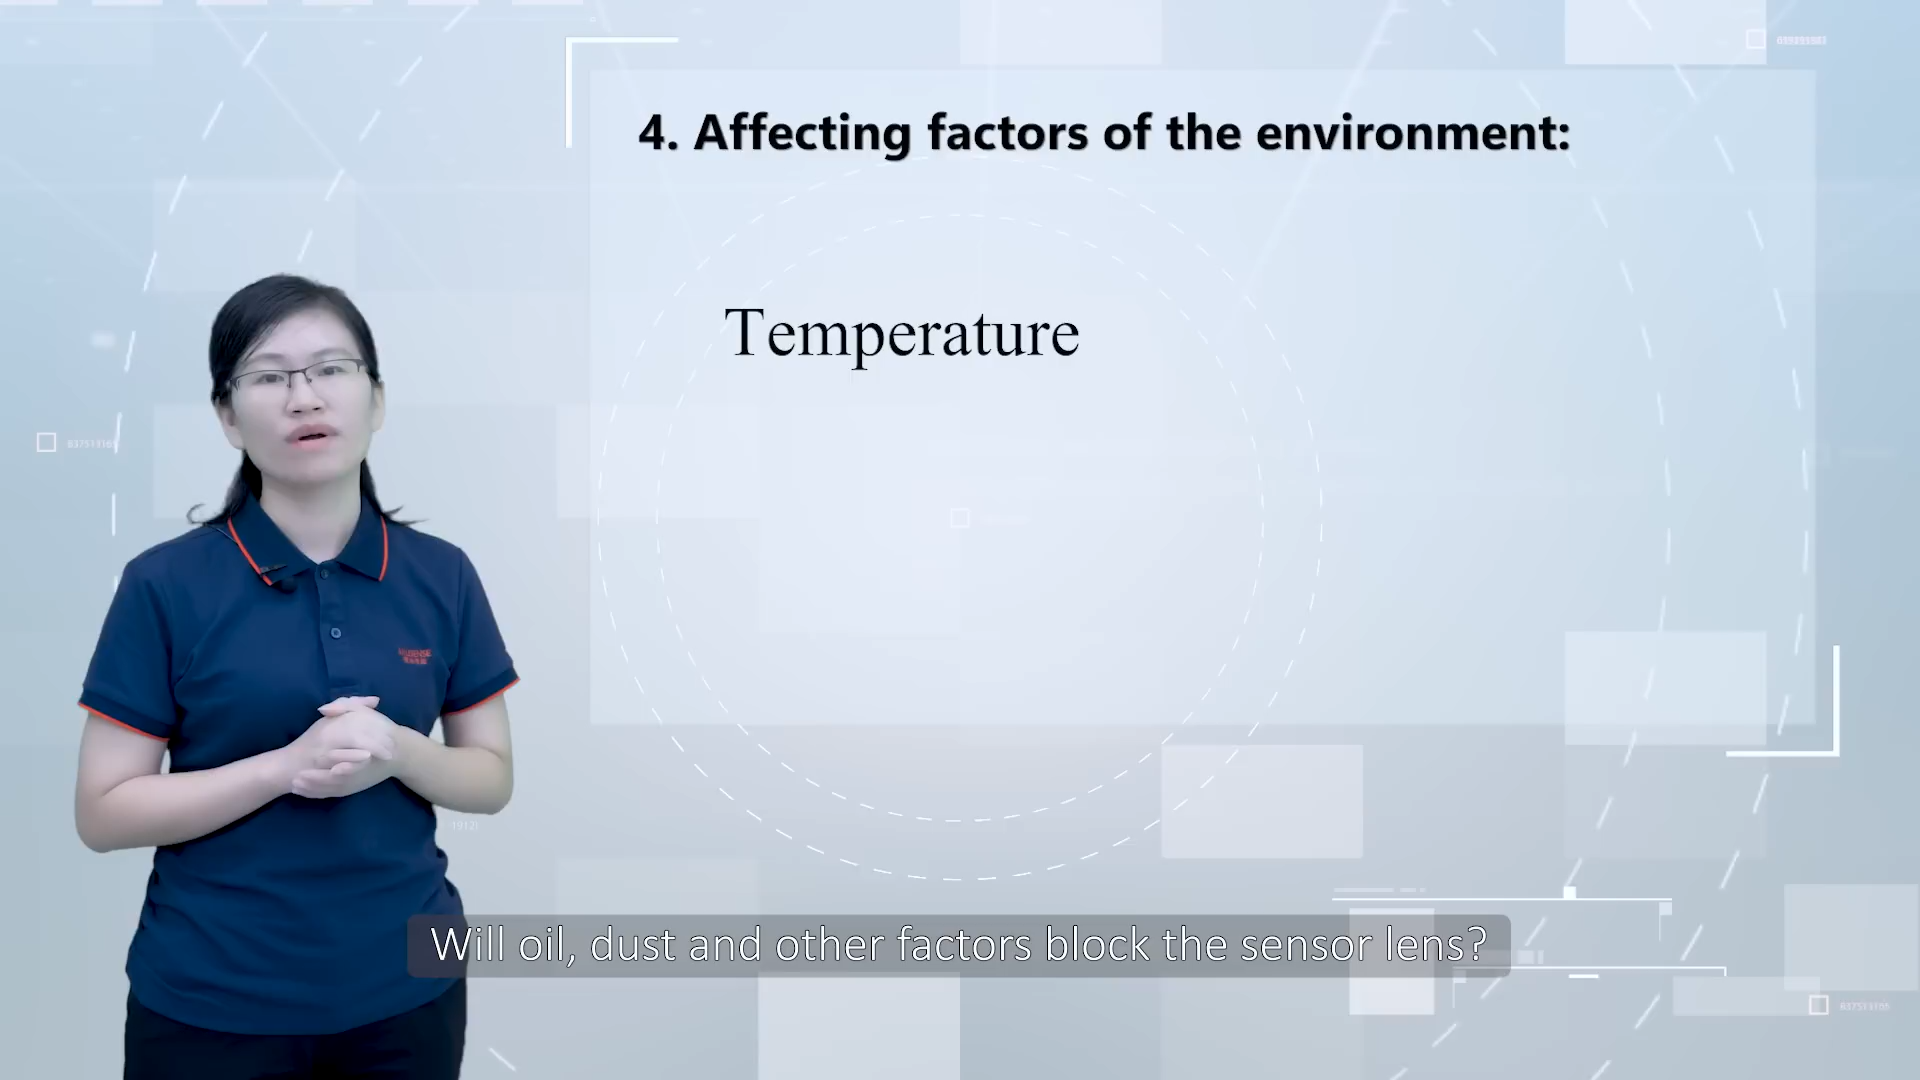 4. Affecting factors of the environment:
Temperature
Will oil, dust and other factors block the sensor lens?